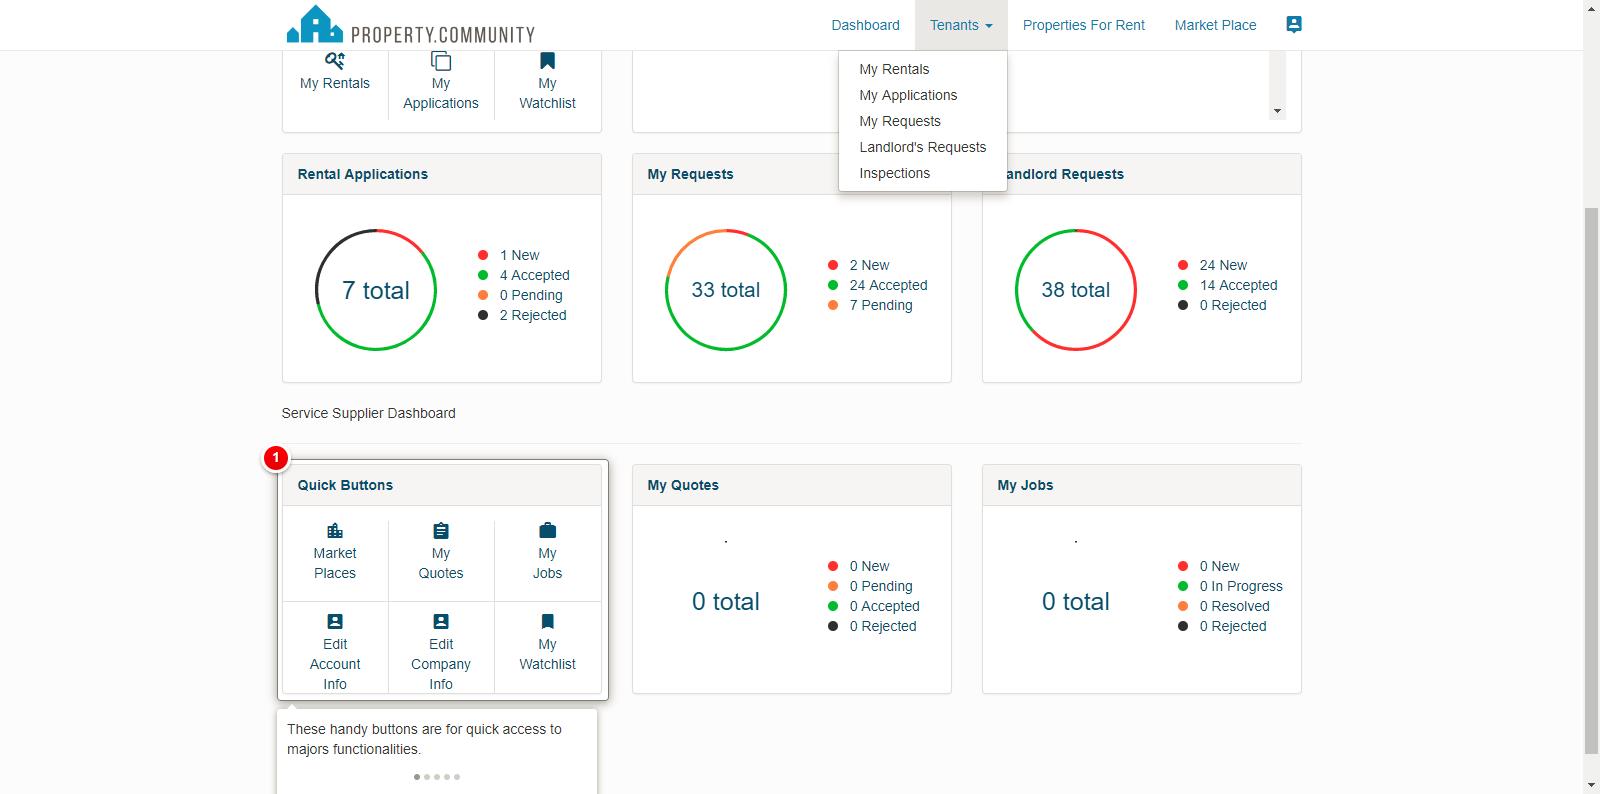 PROPERTY.COMMUNITY
Dashboard
Tenants
Properties For Rent
Market Place
My Rentals
My Applications
My Requests
Landlord's Requests
Inspections
My Rentals
My
Applications
My
Watchlist
Rental Applications
7 total
1 New
4 Accepted
0 Pending
2 Rejected
My Requests
33 total
2 New
24 Accepted
7 Pending
andlord Requests
38 total
24 New
14 Accepted
0 Rejected
Service Supplier Dashboard
1
Quick Buttons
Market
Places
My
Quotes
My
Jobs
Edit
Account
Info
Edit
Company
Info
My
Watchlist
My Quotes
0 total
0 New
0 Pending
0 Accepted
0 Rejected
My Jobs
0 total
0 New
0 In Progress
0 Resolved
0 Rejected
These handy buttons are for quick access to
majors functionalities.